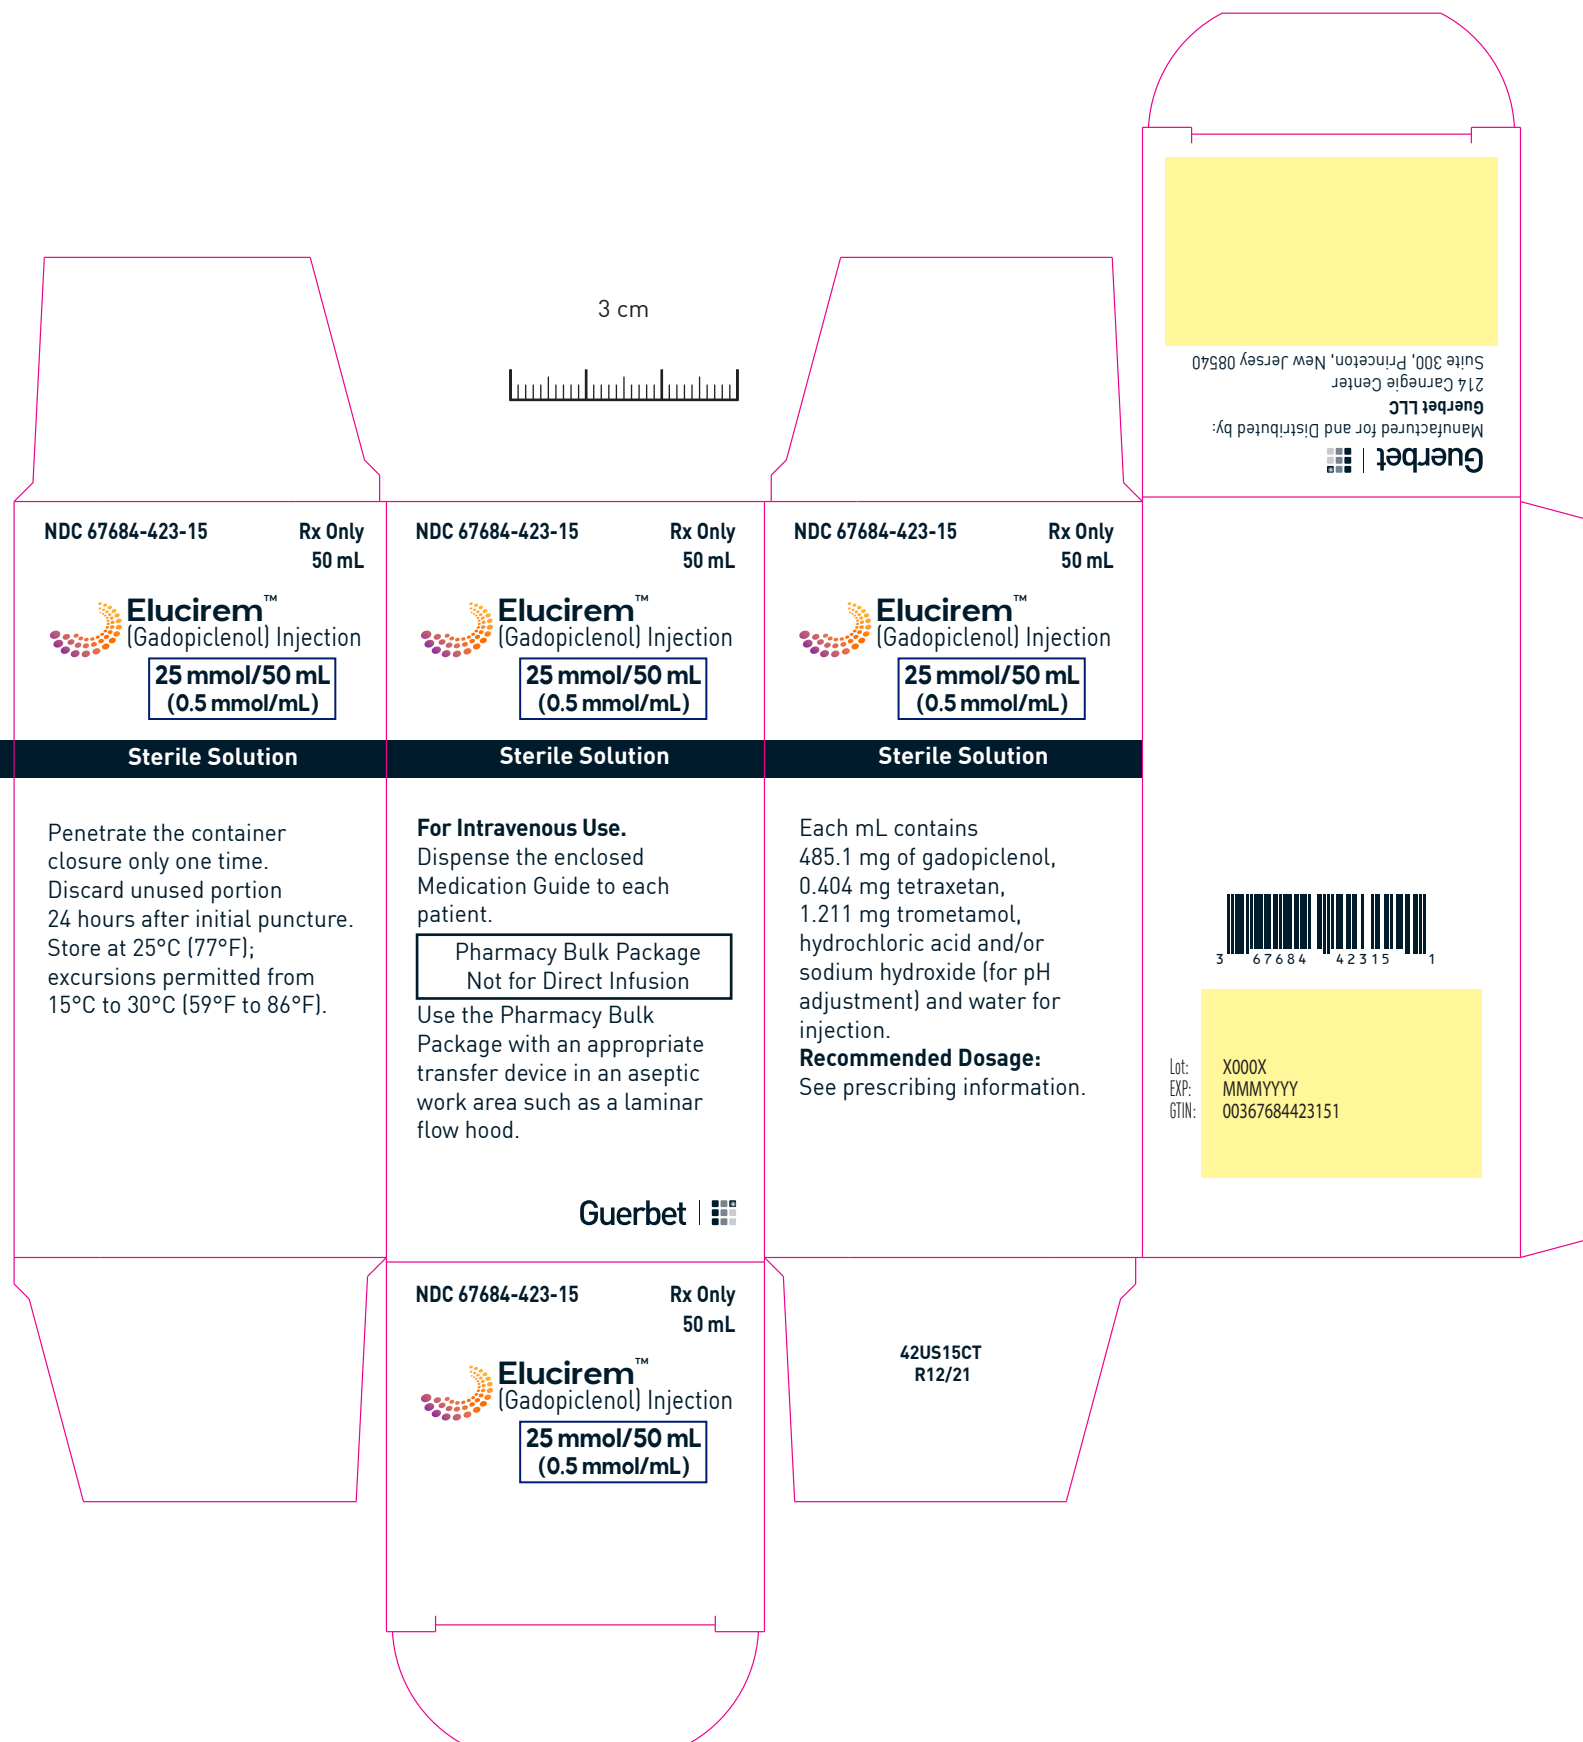 3 cm
Guerbet
Manufactured for and Distributed by:
Guerbet LLC
214 Carnegie Center
Suite 300, Princeton, New Jersey 08540
NDC 67684-423-15 Rx Only
50 mL
Elucirem™
(Gadopiclenol) Injection
25 mmol/50 mL
(0.5 mmol/mL)
Sterile Solution
Penetrate the container
closure only one time.
Discard unused portion
24 hours after initial puncture.
Store at 25°C (77°F);
excursions permitted from
15°C to 30°C (59°F to 86°F).
NDC 67684-423-15 Rx Only
50 mL
Elucirem™
(Gadopiclenol) Injection
25 mmol/50 mL
(0.5 mmol/mL)
Sterile Solution
For Intravenous Use.
Dispense the enclosed
Medication Guide to each
patient.
Pharmacy Bulk Package
Not for Direct Infusion
Use the Pharmacy Bulk
Package with an appropriate
transfer device in an aseptic
work area such as a laminar
flow hood.
Guerbet
NDC 67684-423-15 Rx Only
50 mL
Elucirem™
(Gadopiclenol) Injection
25 mmol/50 mL
(0.5 mmol/mL)
Sterile Solution
Each mL contains
485.1 mg of gadopiclenol,
0.404 mg tetraxetan,
1.211 mg trometamol,
hydrochloric acid and/or
sodium hydroxide (for pH
adjustment) and water for
injection.
Recommended Dosage:
See prescribing information.
3 67684 42315 1
Lot: X000X
EXP: MMMYYYY
GTIN: 00367684423151
NDC 67684-423-15 Rx Only
50 mL
Elucirem™
(Gadopiclenol) Injection
25 mmol/50 mL
(0.5 mmol/mL)
42US15CT
R12/21